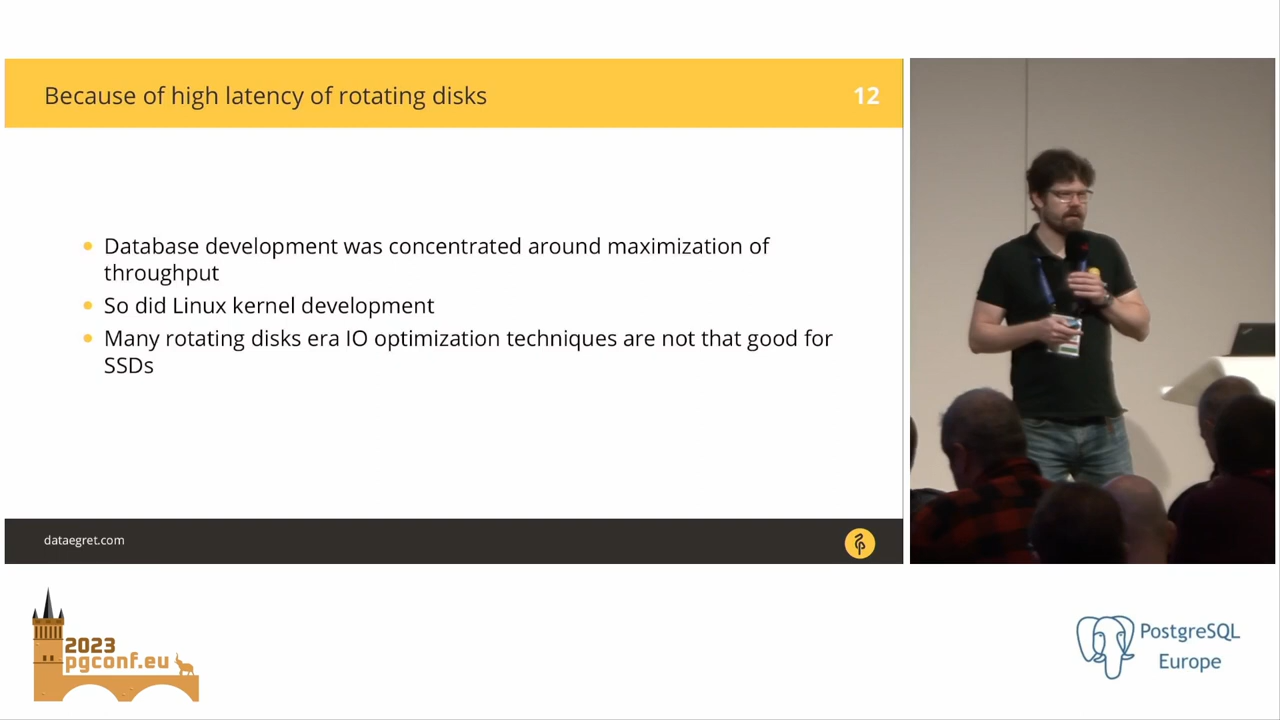 Because of high latency of rotating disks
12
Database development was concentrated around maximization of
throughput
So did Linux kernel development
Many rotating disks era IO optimization techniques are not that good for
SSDs
dataegret.com
2023
pgconf.eu
PostgreSQL
Europe